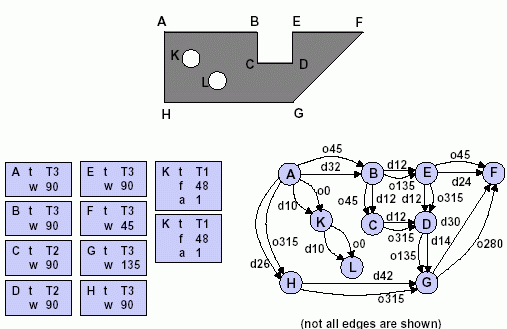 A B E F
K
L C D
H G
A t T3
w 90
B t T3
w 90
C t T2
w 90
D t T2
w 90
E t T3
w 90
F t T3
w 45
G t T3
w 135
H t T3
w 90
K t T1
f 48
a 1
K t T1
f 48
a 1
o45 o45
A d32 B d12 E d24 F
o135
o0 o45 d12 d12 o315
d10 K C d12 D d30
o315 o315 o135 d14 o280
d10 o0
L
d26 H d42 G
o315
(not all edges are shown)